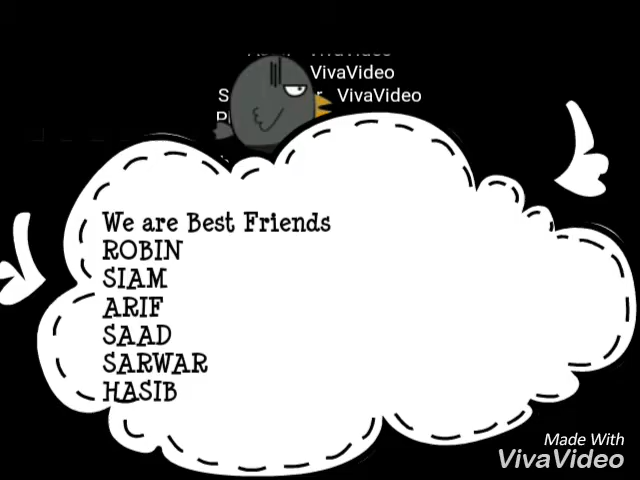 VivaVideo
VivaVideo
We are Best Friends
ROBIN
SIAM
ARIF
SAAD
SARWAR
HASIB
Made With
VivaVideo